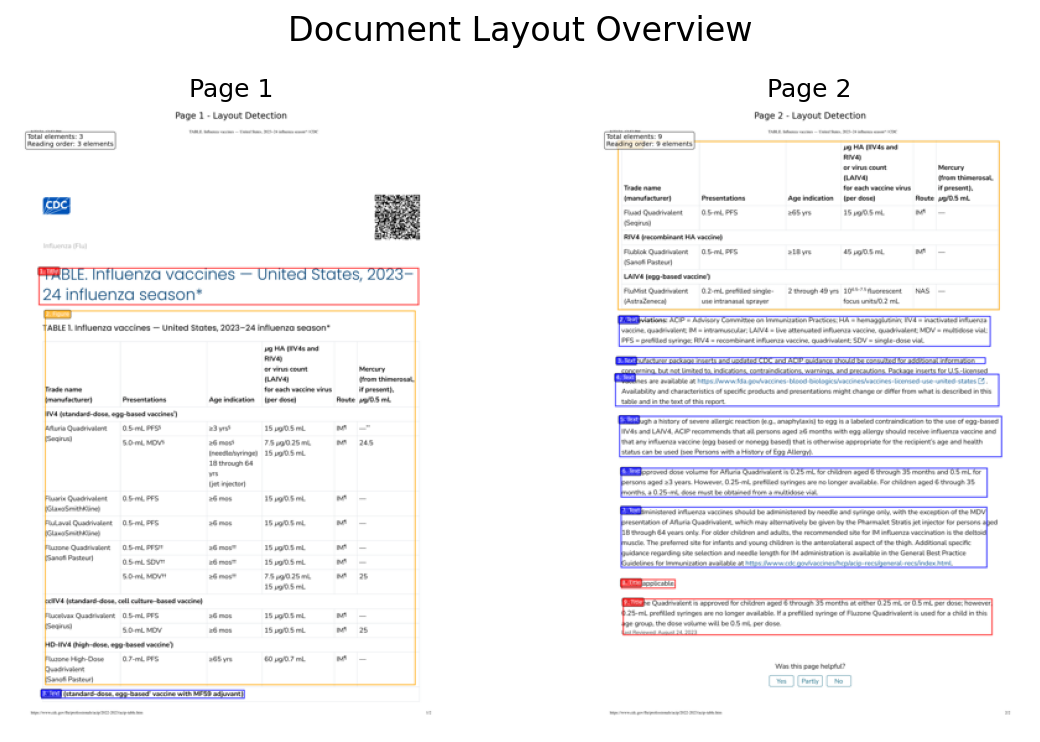 Document Layout Overview
Page 1
Page 1 - Layout Detection
Total elements: 3
Reading order: 3 elements
TABLE. Influenza vaccines — United States, 2023–24 influenza season* | CDC
CDC
Influenza (Flu)
TABLE. Influenza vaccines — United States, 2023–
24 influenza season*
TABLE 1. Influenza vaccines — United States, 2023–24 influenza season*
µg HA (IIV4s and
RIV4)
or virus count
(LAIV4)
for each vaccine virus
(per dose)
Mercury
(from thimerosal,
if present),
µg/0.5 mL
Trade name
(manufacturer) Presentations Age indication Route
IIV4 (standard-dose, egg-based vaccines†)
Afluria Quadrivalent 0.5-mL PFS§ ≥3 yrs§ 15 µg/0.5 mL IM¶ —**
(Seqirus) 5.0-mL MDV§ ≥6 mos§ 7.5 µg/0.25 mL IM¶ 24.5
(needle/syringe) 15 µg/0.5 mL
18 through 64
yrs
(jet injector)
Fluarix Quadrivalent 0.5-mL PFS ≥6 mos 15 µg/0.5 mL IM¶ —
(GlaxoSmithKline)
FluLaval Quadrivalent 0.5-mL PFS ≥6 mos 15 µg/0.5 mL IM¶ —
(GlaxoSmithKline)
Fluzone Quadrivalent 0.5-mL PFS†† ≥6 mos†† 15 µg/0.5 mL IM¶ —
(Sanofi Pasteur) 0.5-mL SDV†† ≥6 mos†† 15 µg/0.5 mL IM¶ —
5.0-mL MDV†† ≥6 mos†† 7.5 µg/0.25 mL IM¶ 25
15 µg/0.5 mL
ccIIV4 (standard-dose, cell culture–based vaccine)
Flucelvax Quadrivalent 0.5-mL PFS ≥6 mos 15 µg/0.5 mL IM¶ —
(Seqirus) 5.0-mL MDV ≥6 mos 15 µg/0.5 mL IM¶ 25
HD-IIV4 (high-dose, egg-based vaccine†)
Fluzone High-Dose 0.7-mL PFS ≥65 yrs 60 µg/0.7 mL IM¶ —
Quadrivalent
(Sanofi Pasteur)
(standard-dose, egg-based† vaccine with MF59 adjuvant)
1/2
Page 2
Page 2 - Layout Detection
Total elements: 9
Reading order: 9 elements
TABLE. Influenza vaccines — United States, 2023–24 influenza season* | CDC
µg HA (IIV4s and
RIV4)
or virus count
(LAIV4)
for each vaccine virus
(per dose)
Mercury
(from thimerosal,
if present),
µg/0.5 mL
Trade name
(manufacturer) Presentations Age indication Route
Fluad Quadrivalent 0.5-mL PFS ≥65 yrs 15 µg/0.5 mL IM¶ —
(Seqirus)
RIV4 (recombinant HA vaccine)
Flublok Quadrivalent 0.5-mL PFS ≥18 yrs 45 µg/0.5 mL IM¶ —
(Sanofi Pasteur)
LAIV4 (egg-based vaccine†)
FluMist Quadrivalent 0.2-mL prefilled single- 2 through 49 yrs 10^6.5–7.5 fluorescent NAS —
(AstraZeneca) use intranasal sprayer focus units/0.2 mL
2. Text viations: ACIP = Advisory Committee on Immunization Practices; HA = hemagglutinin; IIV4 = inactivated influenza
vaccine, quadrivalent; IM = intramuscular; LAIV4 = live attenuated influenza vaccine, quadrivalent; MDV = multidose vial;
PFS = prefilled syringe; RIV4 = recombinant influenza vaccine, quadrivalent; SDV = single-dose vial.
3. Text ufacturer package inserts and updated CDC and ACIP guidance should be consulted for additional information
concerning, but not limited to, indications, contraindications, warnings, and precautions. Package inserts for U.S.-licensed
4. Text vaccines are available at https://www.fda.gov/vaccines-blood-biologics/vaccines/vaccines-licensed-use-united-states .
Availability and characteristics of specific products and presentations might change or differ from what is described in this
table and in the text of this report.
5. Text ough a history of severe allergic reaction (e.g., anaphylaxis) to egg is a labeled contraindication to the use of egg-based
IIV4s and LAIV4, ACIP recommends that all persons aged ≥6 months with egg allergy should receive influenza vaccine and
that any influenza vaccine (egg based or nonegg based) that is otherwise appropriate for the recipient's age and health
status can be used (see Persons with a History of Egg Allergy).
6. Text pproved dose volume for Afluria Quadrivalent is 0.25 mL for children aged 6 through 35 months and 0.5 mL for
persons aged ≥3 years. However, 0.25-mL prefilled syringes are no longer available. For children aged 6 through 35
months, a 0.25-mL dose must be obtained from a multidose vial.
7. Text dministered influenza vaccines should be administered by needle and syringe only, with the exception of the MDV
presentation of Afluria Quadrivalent, which may alternatively be given by the PharmaJet Stratis jet injector for persons aged
18 through 64 years only. For older children and adults, the recommended site for IM influenza vaccination is the deltoid
muscle. The preferred site for infants and young children is the anterolateral aspect of the thigh. Additional specific
guidance regarding site selection and needle length for IM administration is available in the General Best Practice
Guidelines for Immunization available at https://www.cdc.gov/vaccines/hcp/acip-recs/general-recs/index.html.
applicable.
e Quadrivalent is approved for children aged 6 through 35 months at either 0.25 mL or 0.5 mL per dose; however,
0.25-mL prefilled syringes are no longer available. If a prefilled syringe of Fluzone Quadrivalent is used for a child in this
age group, the dose volume will be 0.5 mL per dose.
Last Reviewed: August 24, 2023
Was this page helpful?
Yes Partly No
2/2